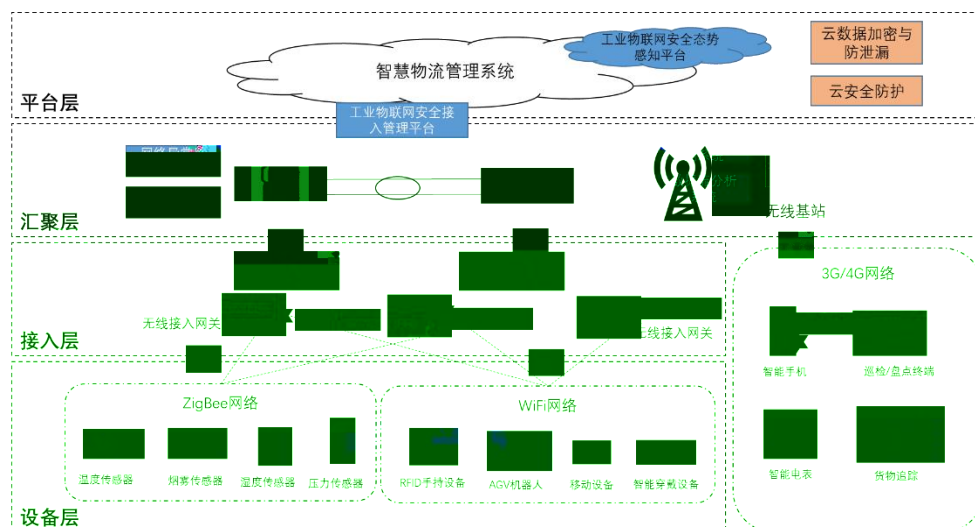 工业物联网安全态势
感知平台
云数据加密与
防泄漏
智慧物流管理系统
云安全防护
平台层
工业物联网安全接
入管理平台
分析
无线基站
汇聚层
3G/4G网络
无线接入网关
无线接入网关
接入层
智能手机
巡检/盘点终端
ZigBee网络
WiFi网络
温度传感器
烟雾传感器
湿度传感器
压力传感器
RFID手持设备
AGV机器人
移动设备
智能穿戴设备
智能电表
货物追踪
设备层